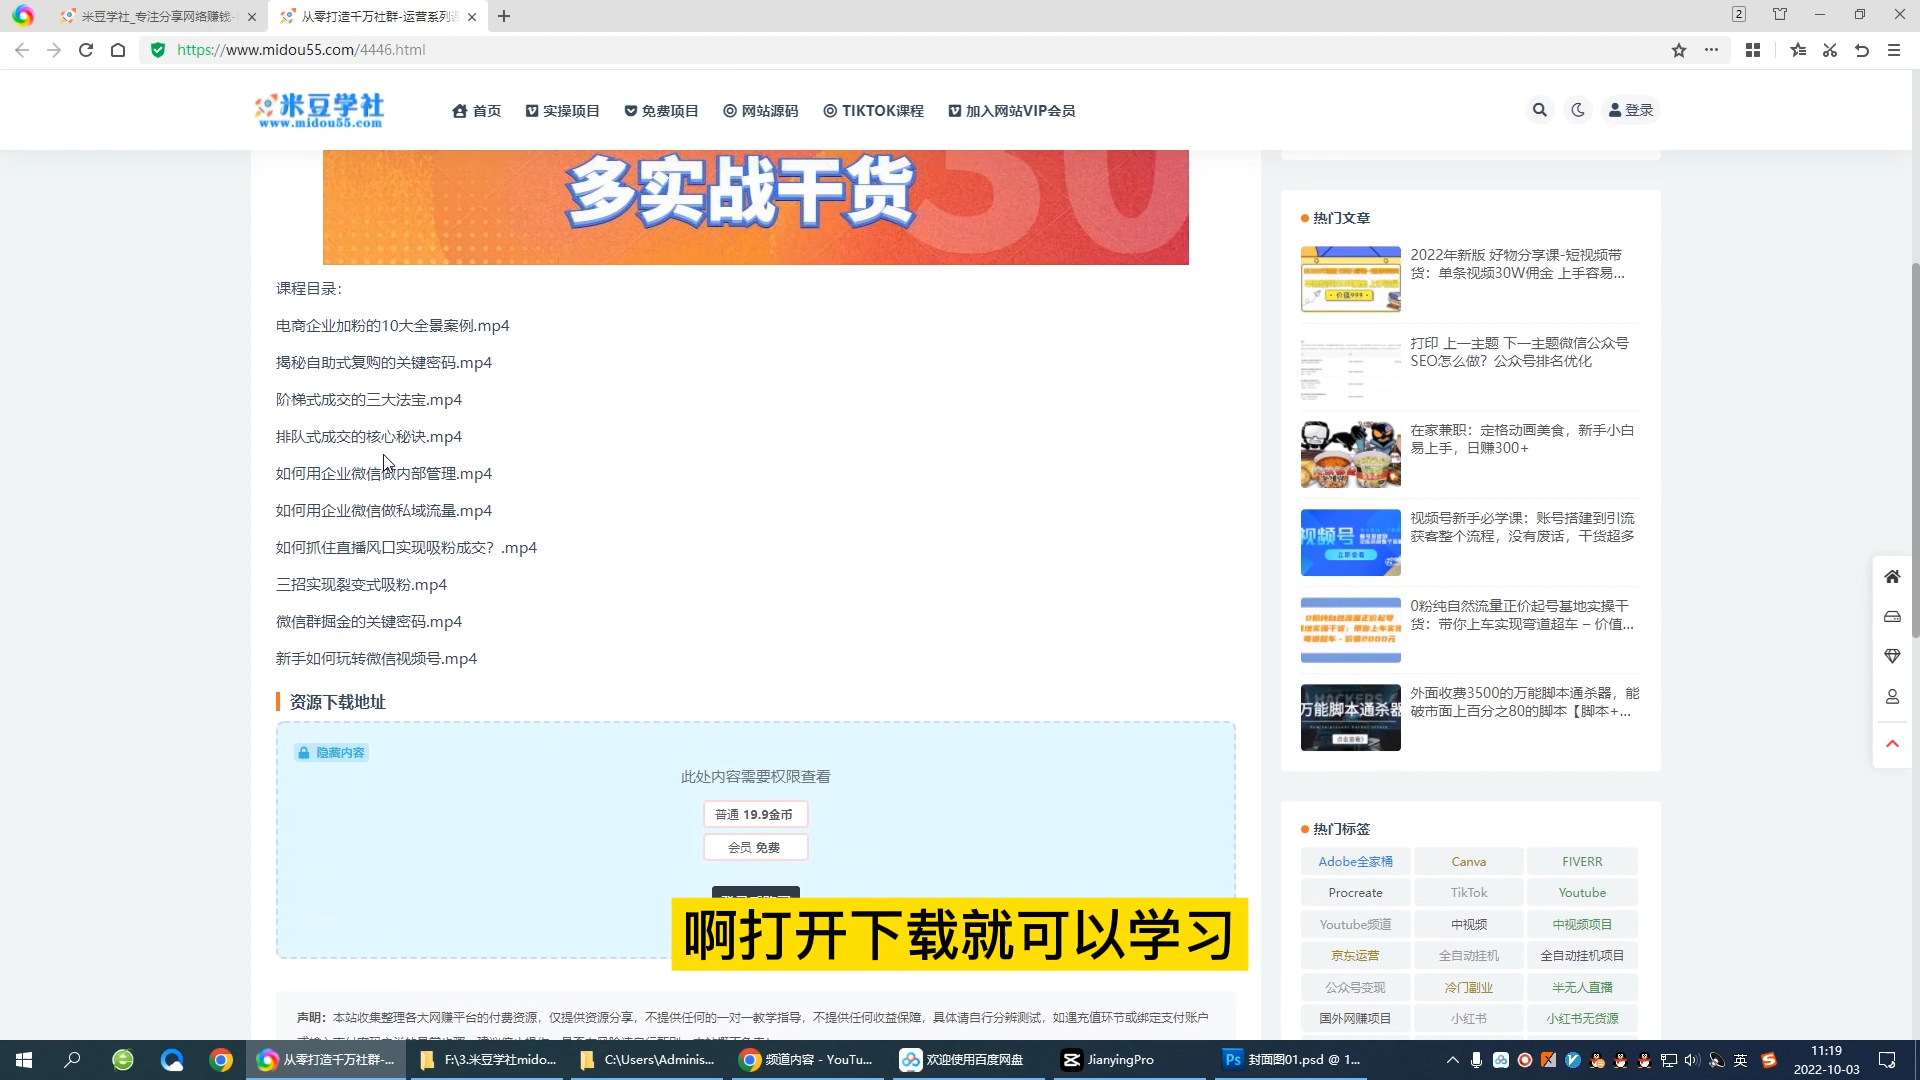 米豆学社_专注分享网络赚钱-
从零打造千万社群-运营系列课
2
https://www.midou55.com/4446.html
米豆学社
www.midou55.com
首页
实操项目
免费项目
网站源码
TIKTOK课程
加入网站VIP会员
登录
30
多实战干货
课程目录：
电商企业加粉的10大全景案例.mp4
揭秘自助式复购的关键密码.mp4
阶梯式成交的三大法宝.mp4
排队式成交的核心秘诀.mp4
如何用企业微信做内部管理.mp4
如何用企业微信做私域流量.mp4
如何抓住直播风口实现吸粉成交？.mp4
三招实现裂变式吸粉.mp4
微信群掘金的关键密码.mp4
新手如何玩转微信视频号.mp4
资源下载地址
隐藏内容
此处内容需要权限查看
普通 19.9金币
会员 免费
啊打开下载就可以学习
声明：本站收集整理各大网赚平台的付费资源，仅提供资源分享，不提供任何的一对一教学指导，不提供任何收益保障，具体请自行分辨测试，如遇充值环节或绑定支付账户
热门文章
2022年新版 好物分享课-短视频带
货：单条视频30W佣金 上手容易...
价值999
打印 上一主题 下一主题微信公众号
SEO怎么做？公众号排名优化
在家兼职：定格动画美食，新手小白
易上手，日赚300+
视频号
立即查看
视频号新手必学课：账号搭建到引流
获客整个流程，没有废话，干货超多
0粉纯自然流量正价起号基地实操干
货：带你上车实现弯道超车 – 价值...
万能脚本通杀器
点击查看
外面收费3500的万能脚本通杀器，能
破市面上百分之80的脚本【脚本+...
热门标签
Adobe全家桶
Canva
FIVERR
Procreate
TikTok
Youtube
Youtube频道
中视频
中视频项目
京东运营
全自动挂机
全自动挂机项目
公众号变现
冷门副业
半无人直播
国外网赚项目
小红书
小红书无货源
从零打造千万社群-...
F:\3.米豆学社mido...
C:\Users\Adminis...
频道内容 - YouTu...
欢迎使用百度网盘
JianyingPro
Ps
封面图01.psd @ 1...
英
11:19
2022-10-03